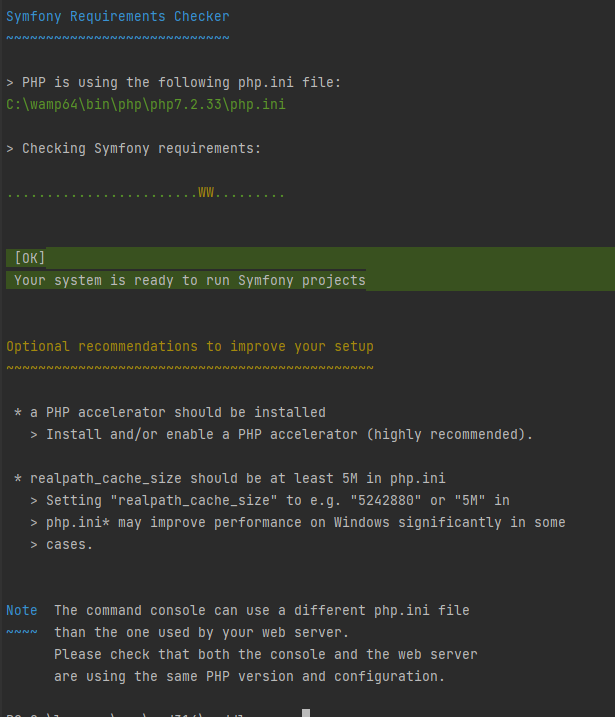 Symfony Requirements Checker
~~~~~~~~~~~~~~~~~~~~~~~~~~~~
> PHP is using the following php.ini file:
C:\wamp64\bin\php\php7.2.33\php.ini
> Checking Symfony requirements:
........................WW.........
[OK]
Your system is ready to run Symfony projects
Optional recommendations to improve your setup
~~~~~~~~~~~~~~~~~~~~~~~~~~~~~~~~~~~~~~~~~~~~~~
* a PHP accelerator should be installed
> Install and/or enable a PHP accelerator (highly recommended).
* realpath_cache_size should be at least 5M in php.ini
> Setting "realpath_cache_size" to e.g. "5242880" or "5M" in
> php.ini* may improve performance on Windows significantly in some
> cases.
Note The command console can use a different php.ini file
~~~~ than the one used by your web server.
Please check that both the console and the web server
are using the same PHP version and configuration.